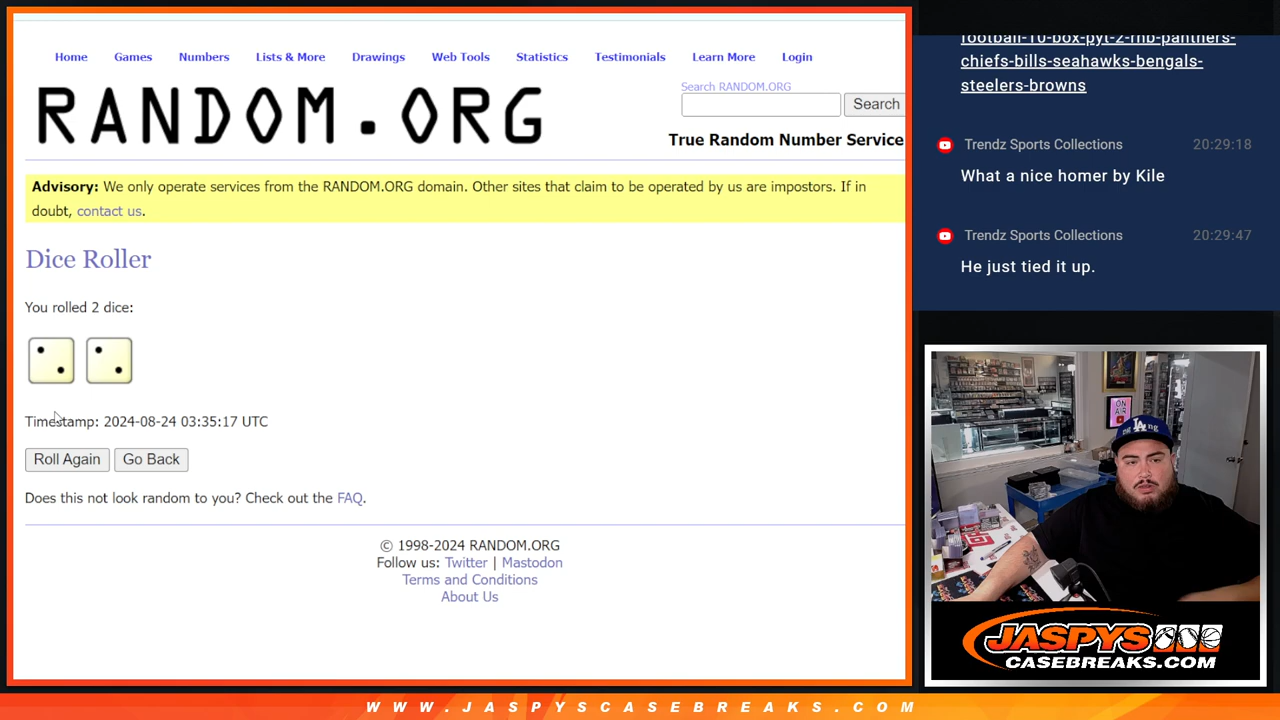 Home Games Numbers Lists & More Drawings Web Tools Statistics Testimonials Learn More Login
RANDOM.ORG
Search RANDOM.ORG
Search
True Random Number Service
Advisory: We only operate services from the RANDOM.ORG domain. Other sites that claim to be operated by us are impostors. If in
doubt, contact us.
Dice Roller
You rolled 2 dice:
Timestamp: 2024-08-24 03:35:17 UTC
Roll Again Go Back
Does this not look random to you? Check out the FAQ.
© 1998-2024 RANDOM.ORG
Follow us: Twitter | Mastodon
Terms and Conditions
About Us
football-10-box-pyt-2-rnb-panthers-
chiefs-bills-seahawks-bengals-
steelers-browns
Trendz Sports Collections 20:29:18
What a nice homer by Kile
Trendz Sports Collections 20:29:47
He just tied it up.
ON
AIR
LA
JASPYS
CASEBREAKS.COM
WWW.JASPYSCASEBREAKS.COM